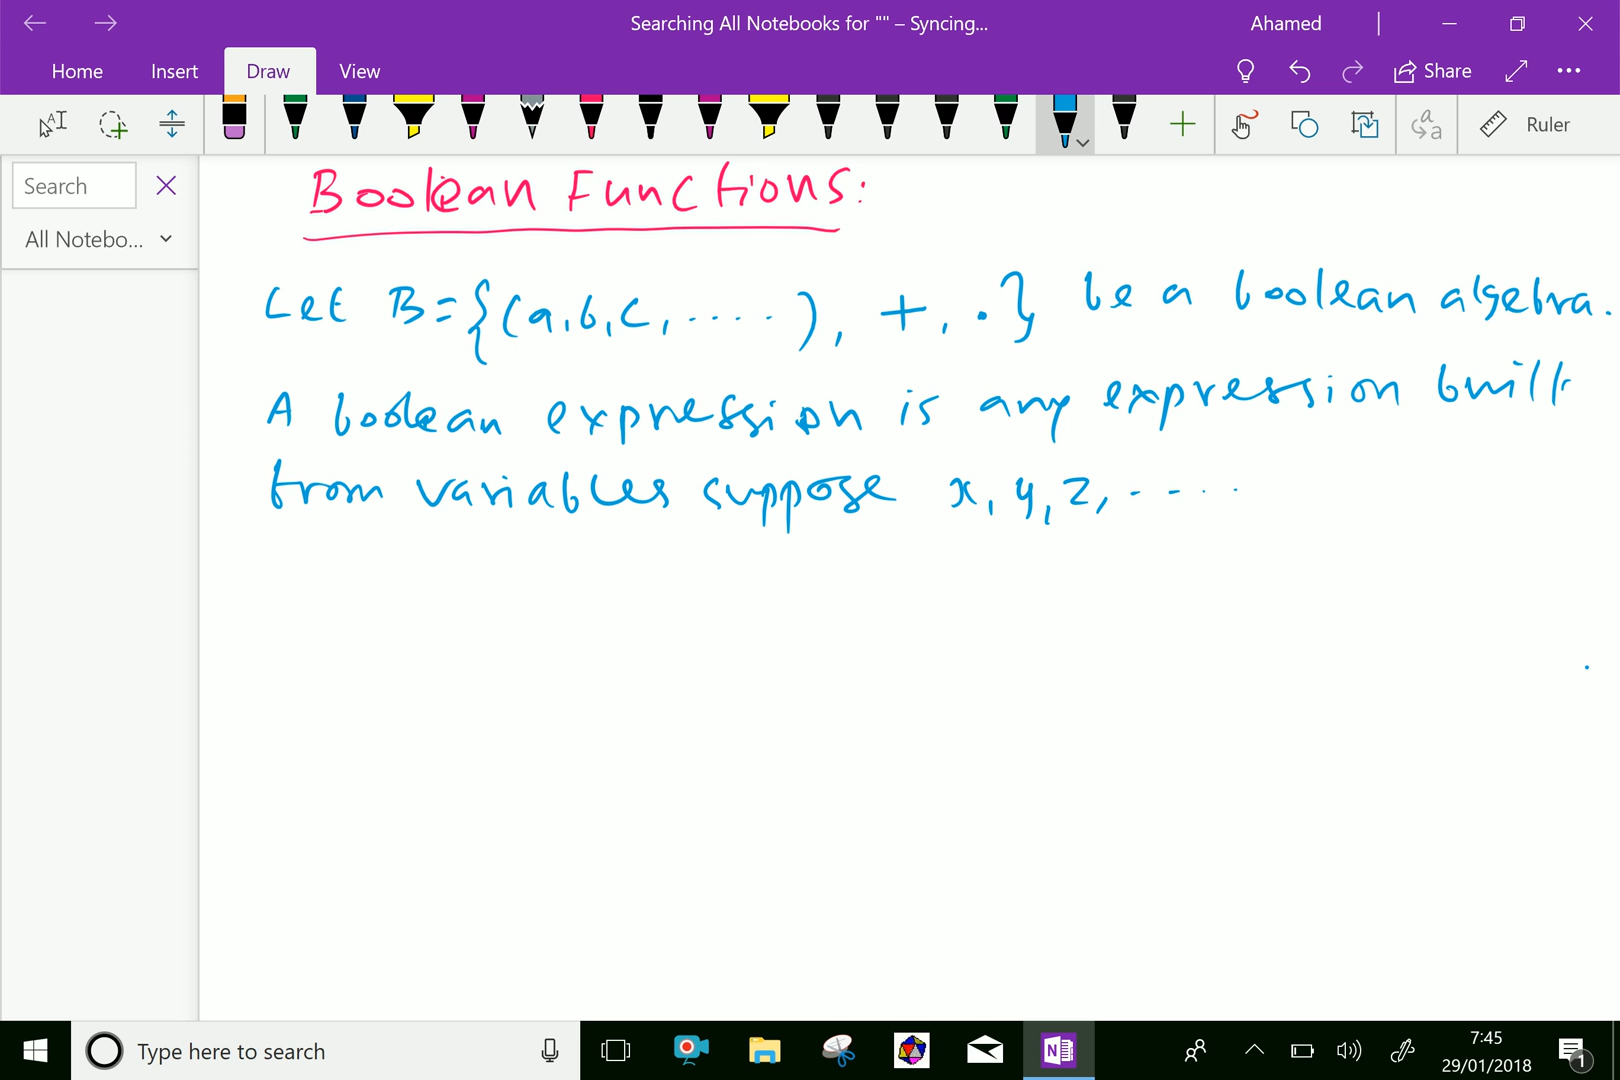 Searching All Notebooks for "" – Syncing...
Ahamed
Home Insert Draw View
Share
Ruler
Search
All Notebo...
Boolean Functions:
Let B={(a,b,c,.....), +, .} be a boolean algebra.
A boolean expression is any expression built
from variables suppose x, y, z, .....
Type here to search
7:45
29/01/2018
1